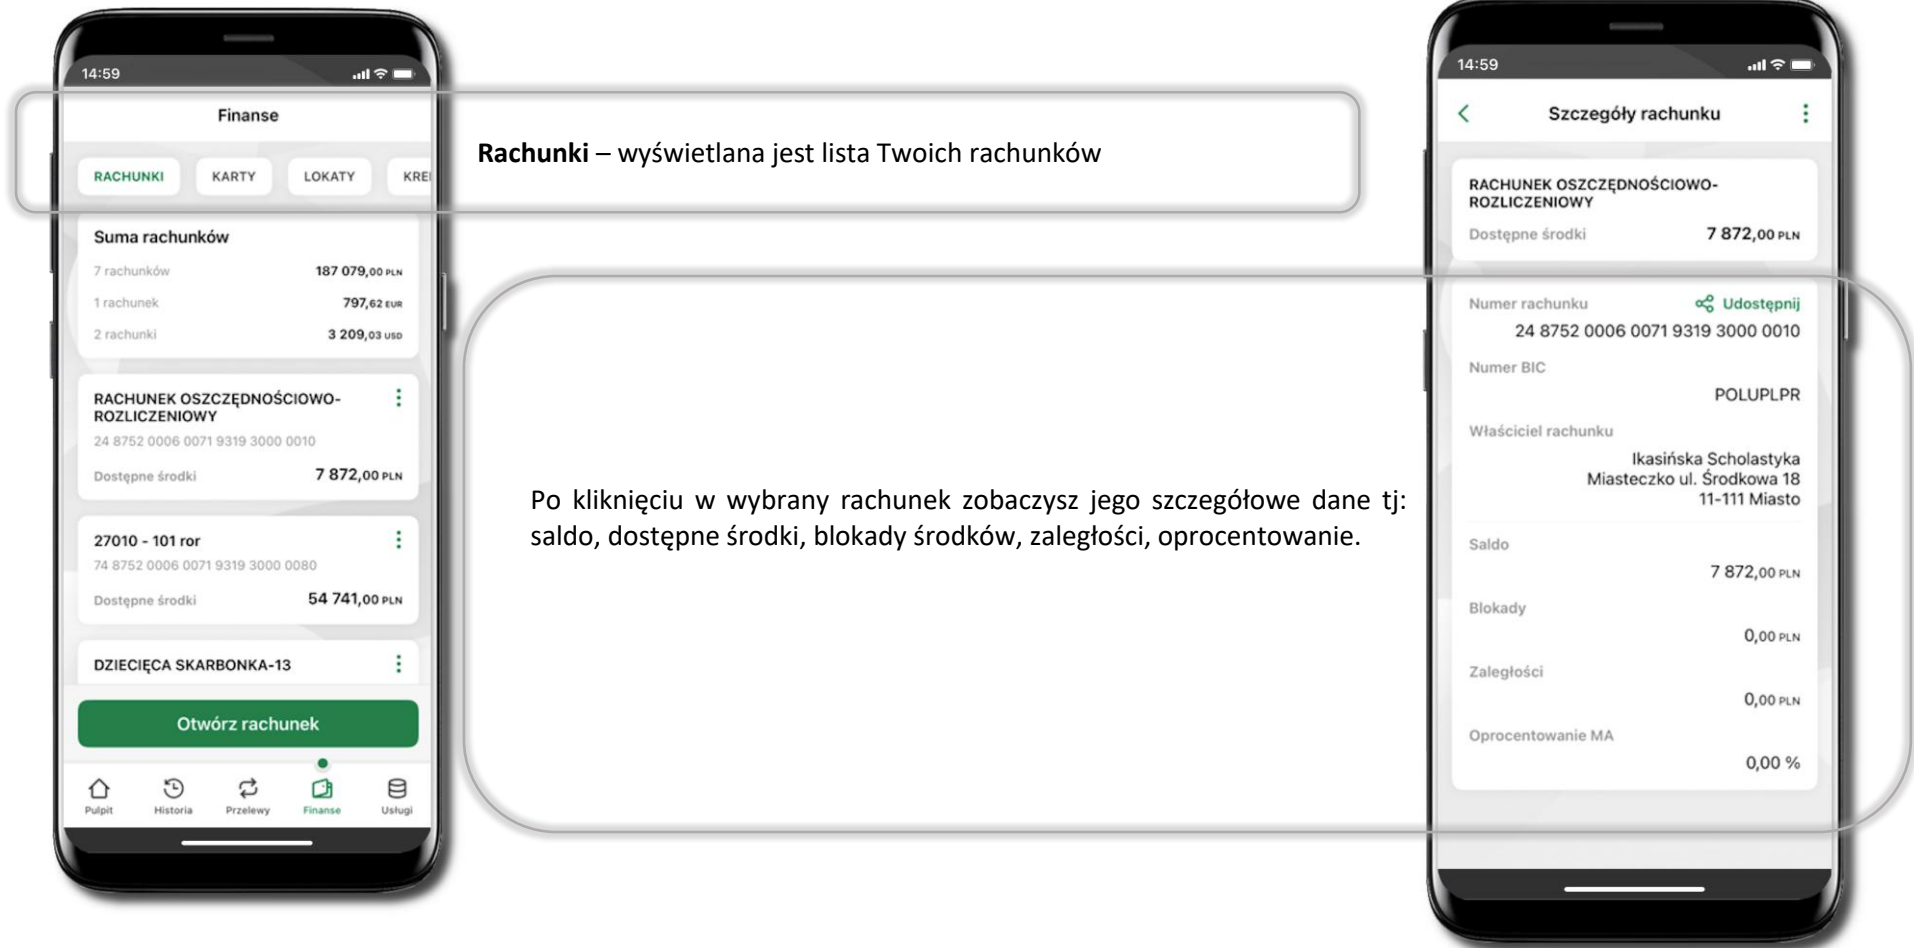 14:59
Finanse
RACHUNKI KARTY LOKATY KRE
Suma rachunków
7 rachunków 187 079,00 PLN
1 rachunek 797,62 EUR
2 rachunki 3 209,03 USD
RACHUNEK OSZCZĘDNOŚCIOWO-
ROZLICZENIOWY
24 8752 0006 0071 9319 3000 0010
Dostępne środki 7 872,00 PLN
27010 - 101 ror
74 8752 0006 0071 9319 3000 0080
Dostępne środki 54 741,00 PLN
DZIECIĘCA SKARBONKA-13
Otwórz rachunek
Pulpit Historia Przelewy Finanse Usługi
Rachunki – wyświetlana jest lista Twoich rachunków
Po kliknięciu w wybrany rachunek zobaczysz jego szczegółowe dane tj:
saldo, dostępne środki, blokady środków, zaległości, oprocentowanie.
14:59
Szczegóły rachunku
RACHUNEK OSZCZĘDNOŚCIOWO-
ROZLICZENIOWY
Dostępne środki 7 872,00 PLN
Numer rachunku Udostępnij
24 8752 0006 0071 9319 3000 0010
Numer BIC
POLUPLPR
Właściciel rachunku
Ikasińska Scholastyka
Miasteczko ul. Środkowa 18
11-111 Miasto
Saldo
7 872,00 PLN
Blokady
0,00 PLN
Zaległości
0,00 PLN
Oprocentowanie MA
0,00 %